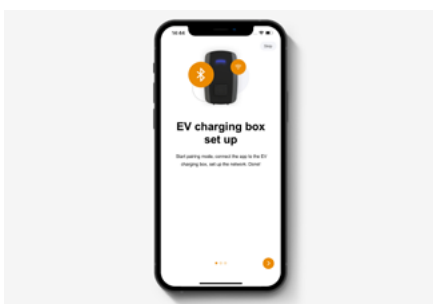 Skip
EV charging box
set up
Start pairing mode, connect the app to the EV
charging box, set up the network. Done!